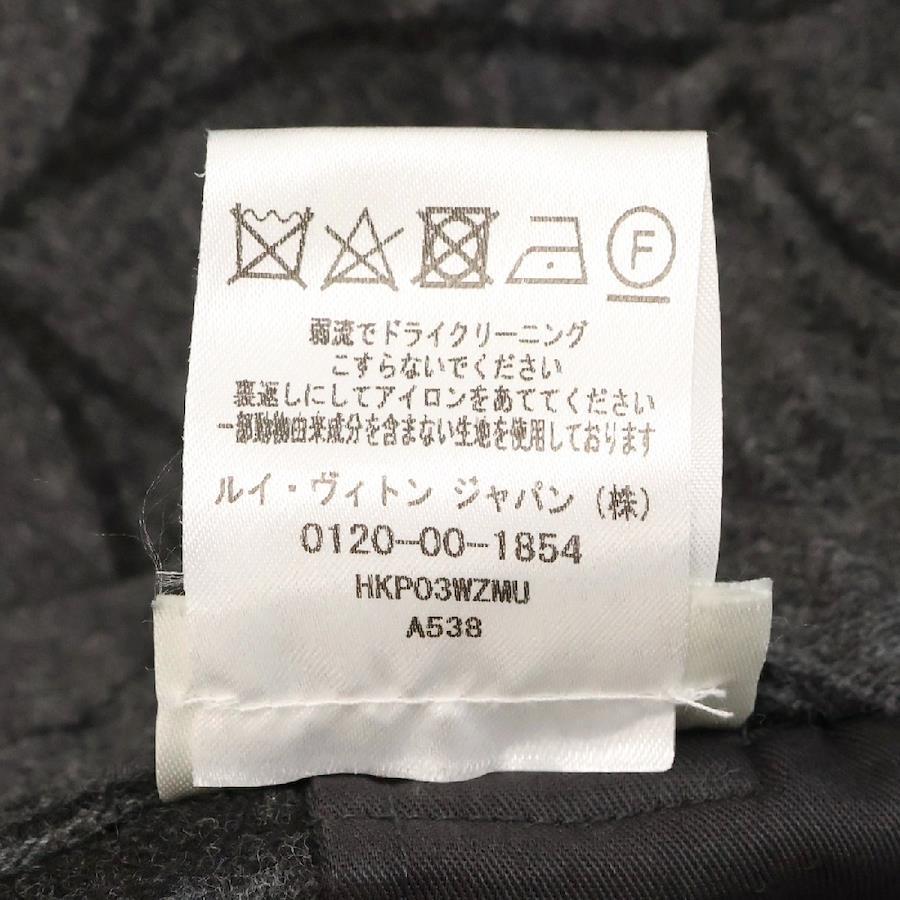 F
弱流でドライクリーニング
こすらないでください
裏返しにしてアイロンをあててください
一部動物由来成分を含まない生地を使用しております
ルイ・ヴィトン ジャパン (株)
0120-00-1854
HKP03WZMU
A538